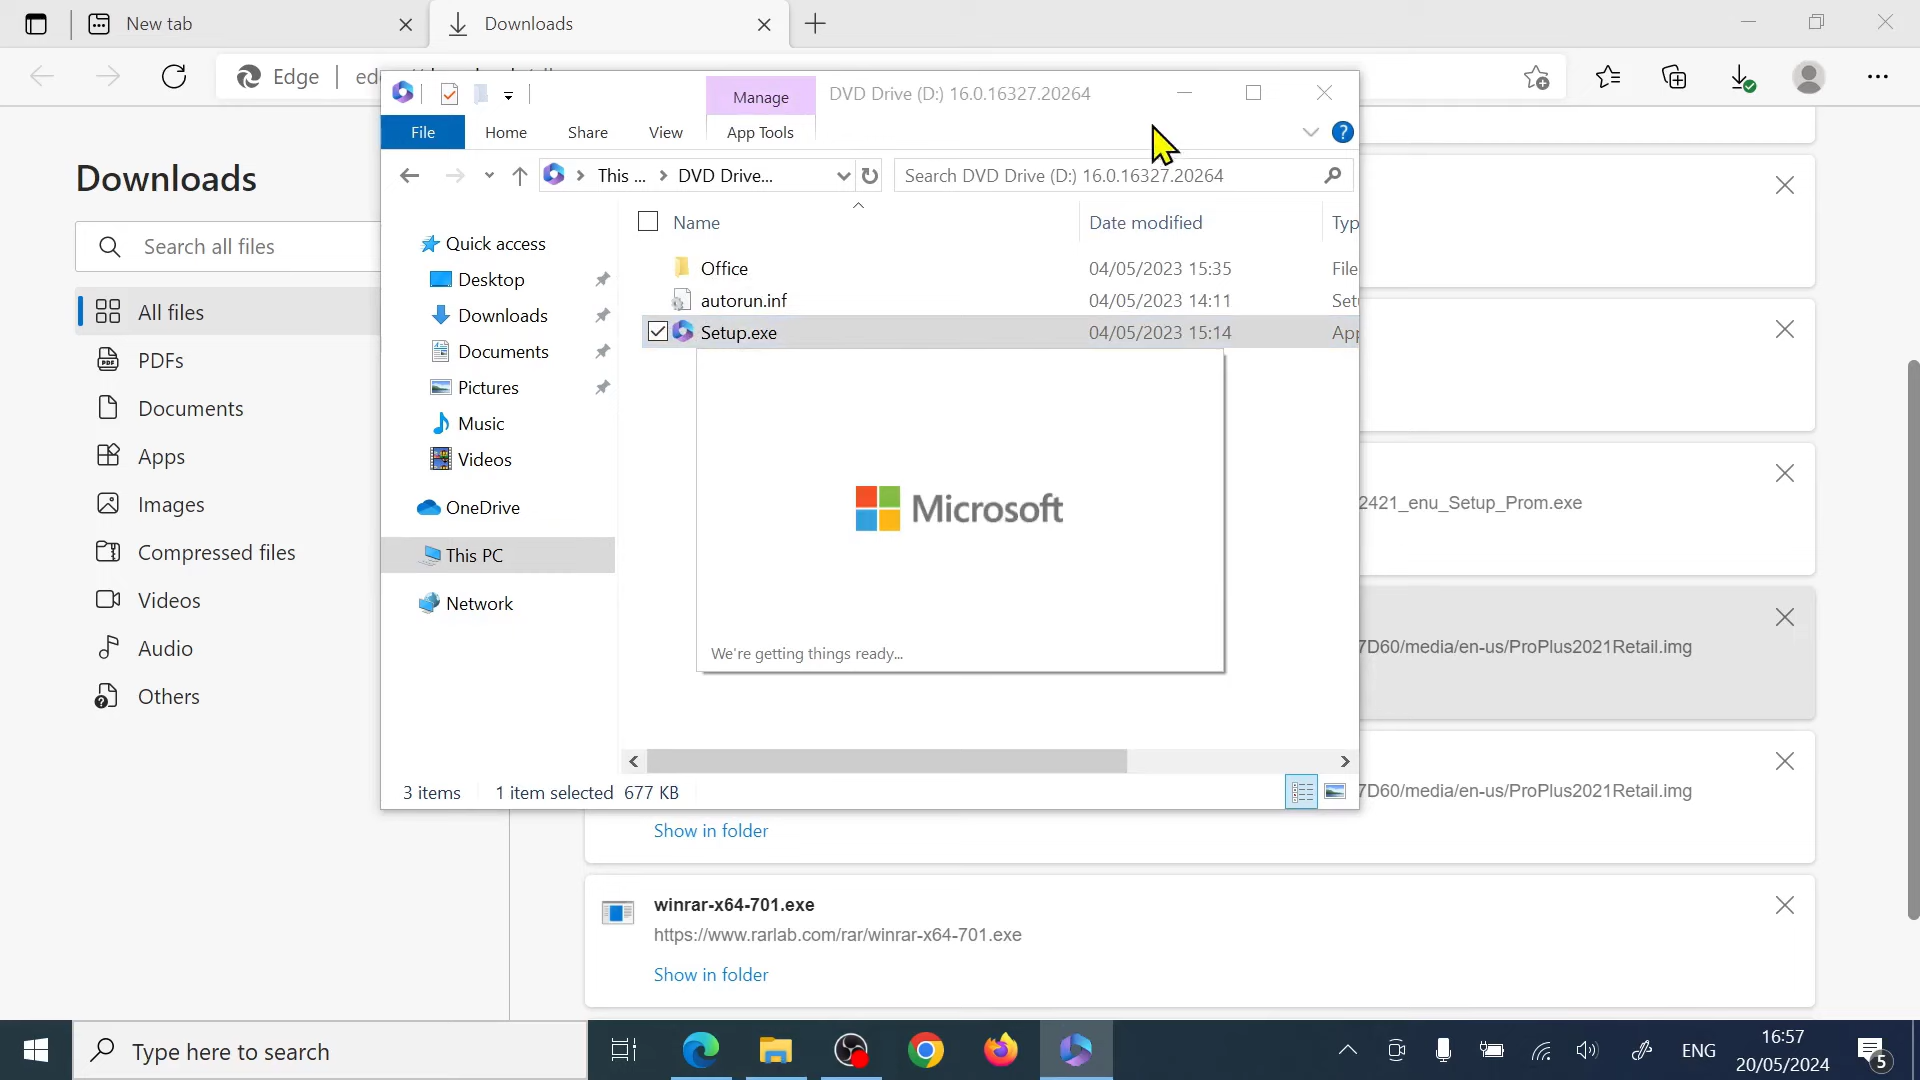 New tab
Downloads
Edge
DVD Drive (D:) 16.0.16327.20264
Manage
File
Home
Share
View
App Tools
This ...
DVD Drive...
Search DVD Drive (D:) 16.0.16327.20264
Downloads
Search all files
All files
PDFs
Documents
Apps
Images
Compressed files
Videos
Audio
Others
Quick access
Desktop
Downloads
Documents
Pictures
Music
Videos
OneDrive
This PC
Network
Name
Date modified
Typ
Office
04/05/2023 15:35
File
autorun.inf
04/05/2023 14:11
Set
Setup.exe
04/05/2023 15:14
App
Microsoft
We're getting things ready...
3 items
1 item selected 677 KB
2421_enu_Setup_Prom.exe
7D60/media/en-us/ProPlus2021Retail.img
7D60/media/en-us/ProPlus2021Retail.img
Show in folder
winrar-x64-701.exe
https://www.rarlab.com/rar/winrar-x64-701.exe
Show in folder
Type here to search
ENG
16:57
20/05/2024
5